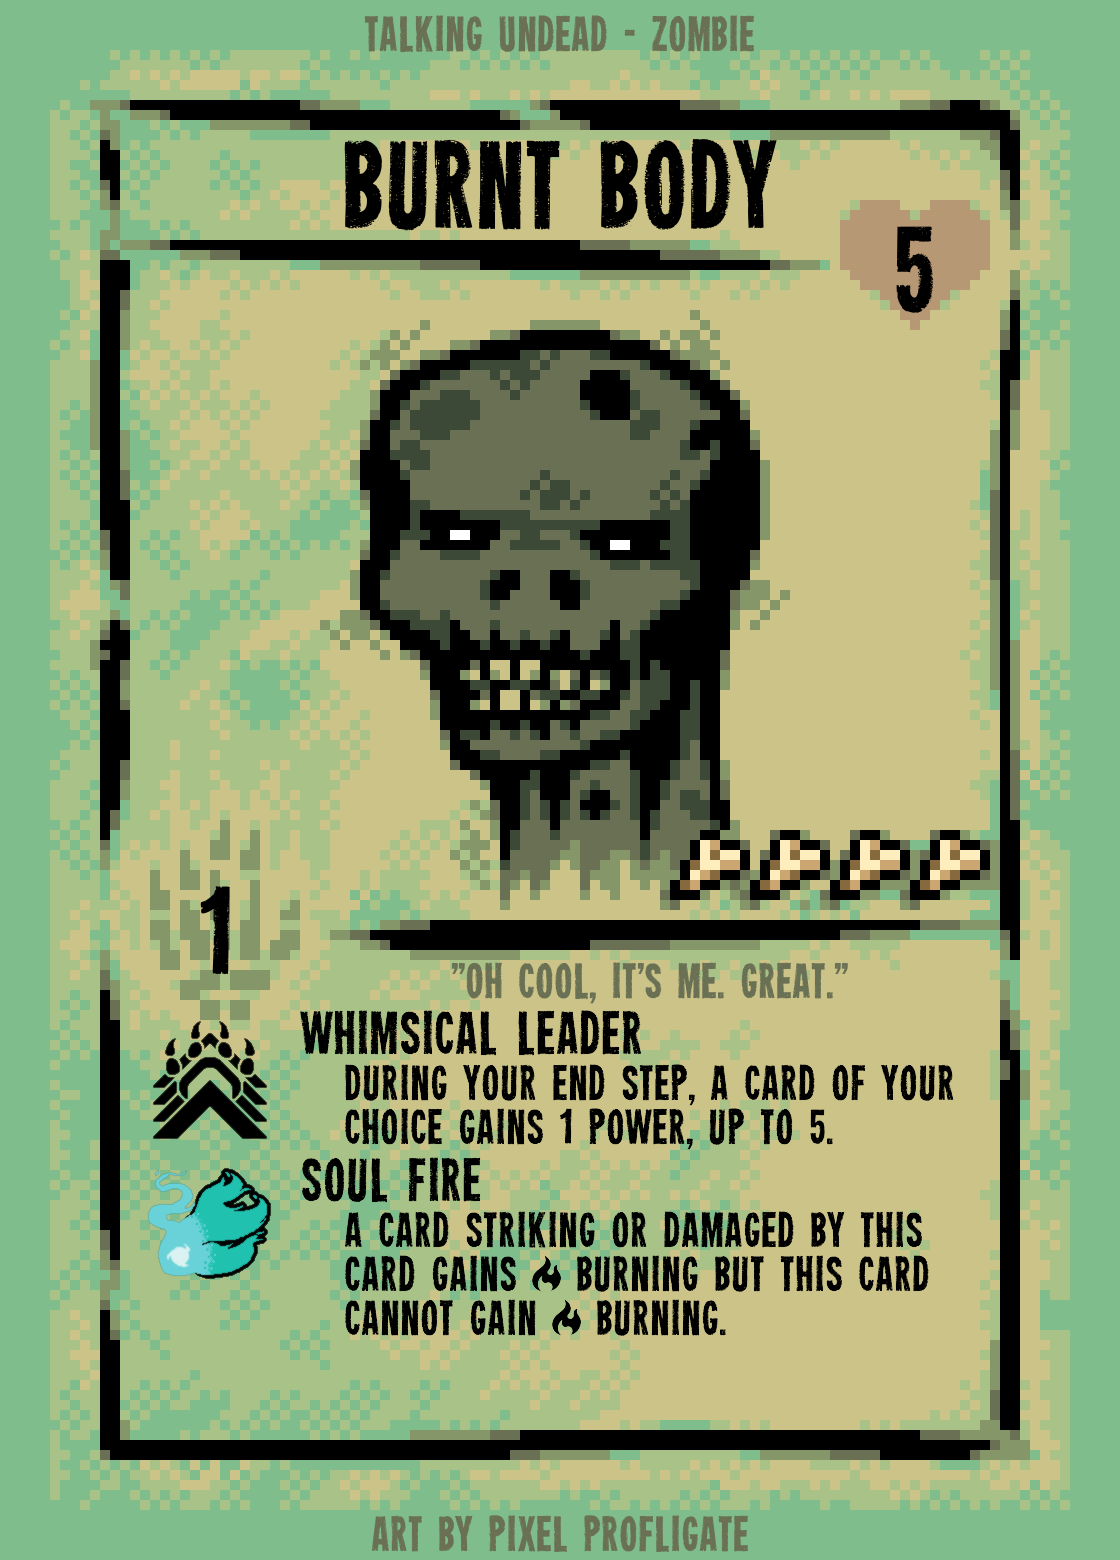 TALKING UNDEAD - ZOMBIE
BURNT BODY
5
1
"OH COOL, IT'S ME. GREAT."
WHIMSICAL LEADER
DURING YOUR END STEP, A CARD OF YOUR
CHOICE GAINS 1 POWER, UP TO 5.
SOUL FIRE
A CARD STRIKING OR DAMAGED BY THIS
CARD GAINS BURNING BUT THIS CARD
CANNOT GAIN BURNING.
ART BY PIXEL PROFLIGATE